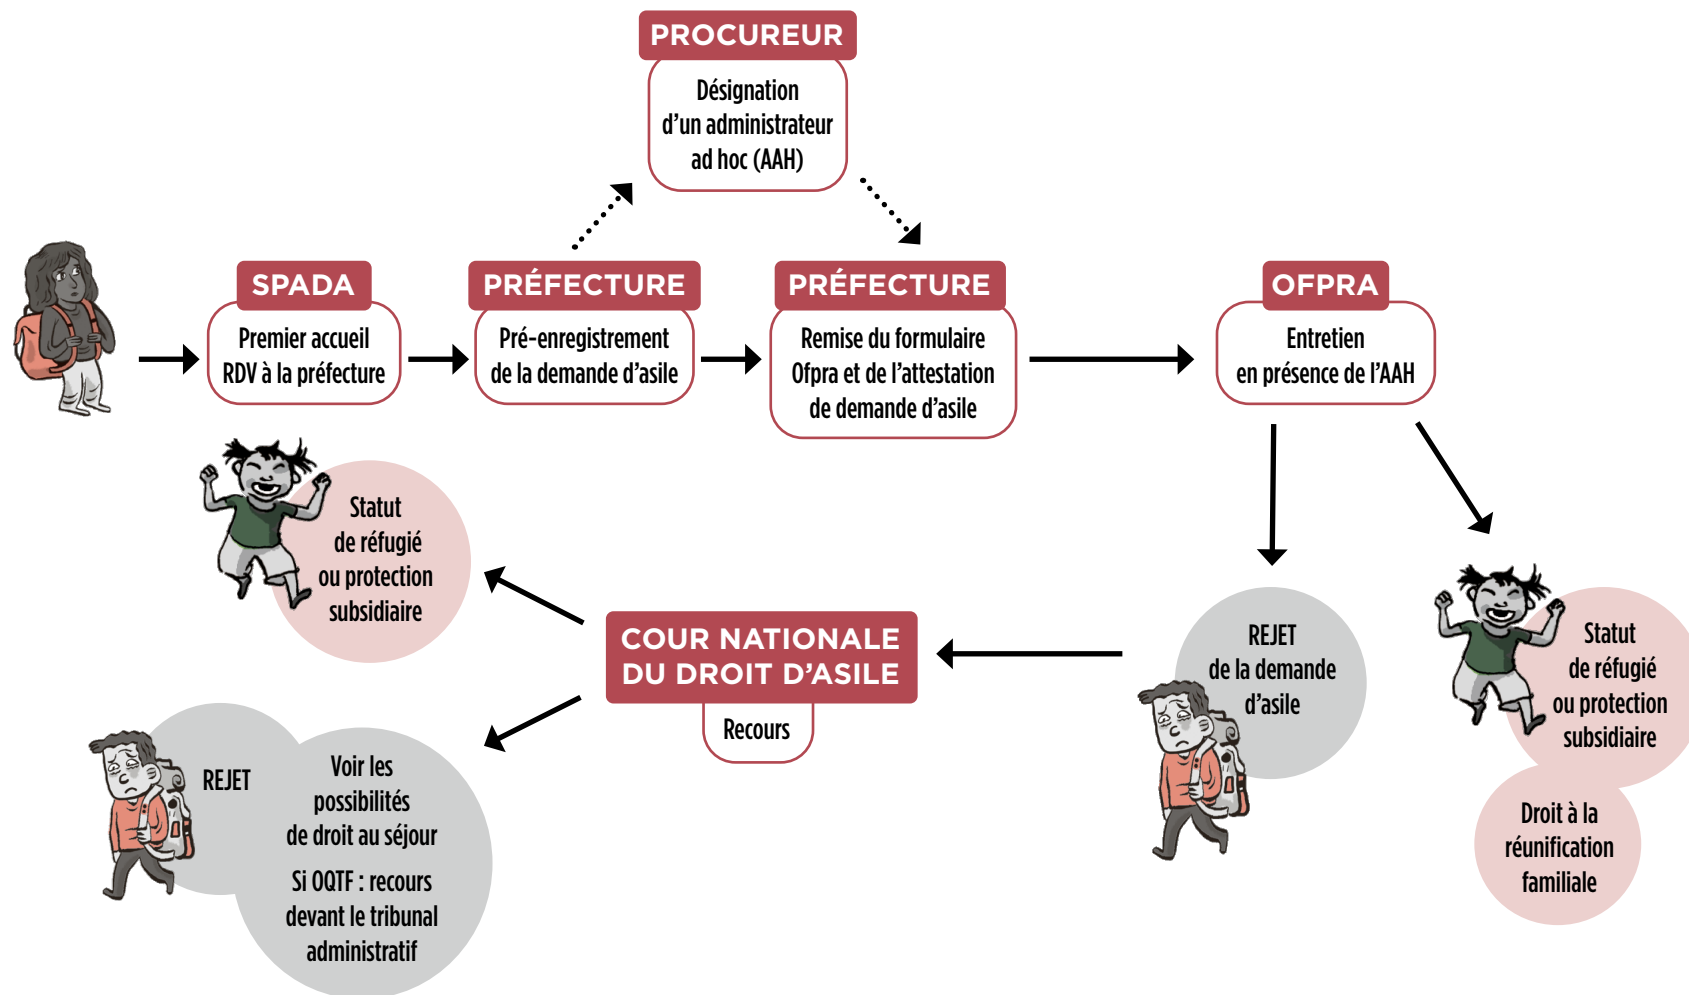 PROCUREUR
Désignation
d’un administrateur
ad hoc (AAH)
SPADA
Premier accueil
RDV à la préfecture
PRÉFECTURE
Pré-enregistrement
de la demande d’asile
PRÉFECTURE
Remise du formulaire
Ofpra et de l’attestation
de demande d’asile
OFPRA
Entretien
en présence de l’AAH
Statut
de réfugié
ou protection
subsidiaire
COUR NATIONALE
DU DROIT D’ASILE
Recours
REJET
de la demande
d’asile
Statut
de réfugié
ou protection
subsidiaire
Droit à la
réunification
familiale
REJET
Voir les
possibilités
de droit au séjour
Si OQTF : recours
devant le tribunal
administratif